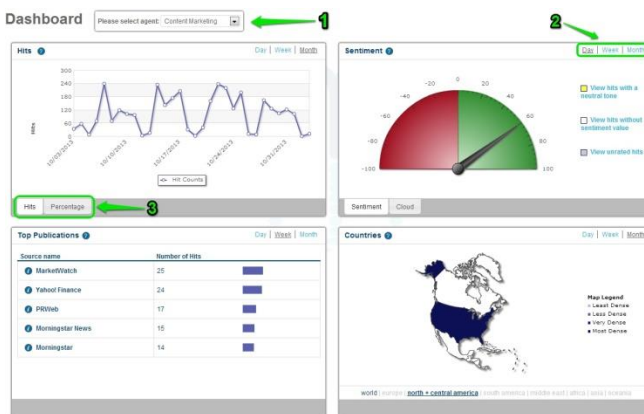 Dashboard
Please select agent: Content Marketing
1
2
Hits
Day | Week | Month
300
240
180
120
60
0
Hits
10/03/2013
10/10/2013
10/17/2013
10/24/2013
10/31/2013
Hit Counts
Hits
Percentage
3
Sentiment
Day | Week | Month
-100
-80
-60
-40
-20
0
20
40
60
80
100
View hits with a
neutral tone
View hits without
sentiment value
View unrated hits
Sentiment
Cloud
Top Publications
Day | Week | Month
Source name
Number of Hits
MarketWatch
25
Yahoo! Finance
24
PRWeb
17
Morningstar News
15
Morningstar
14
Countries
Day | Week | Month
Map Legend
Least Dense
Less Dense
Very Dense
Most Dense
world | europe | north + central america | south america | middle east | africa | asia | oceania